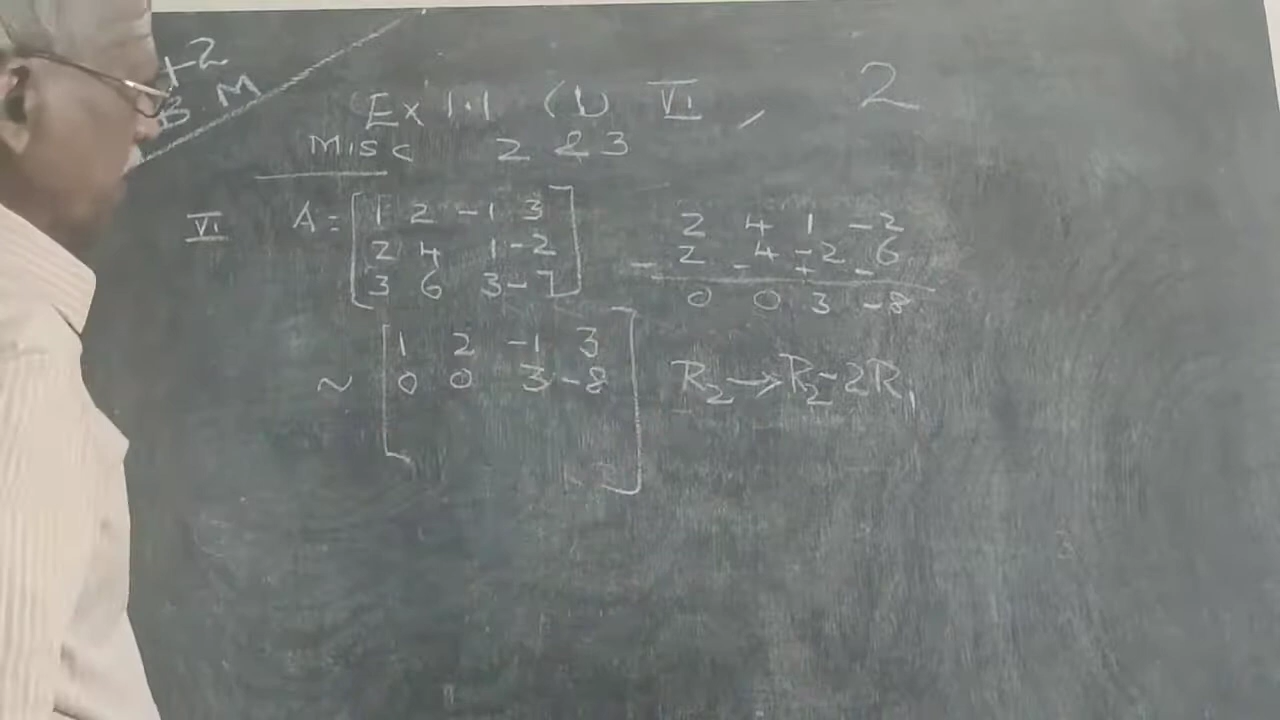 +2
B.M
Ex 1.1 (1) VI, 2
Misc 2 & 3
VI A = [1 2 -1 3
2 4 1 -2
3 6 3 -7]
2 4 1 -2
- 2 - 4 -2 6
+ -
0 0 3 -8
~ [1 2 -1 3
0 0 3 -8] R₂→R₂-2R₁